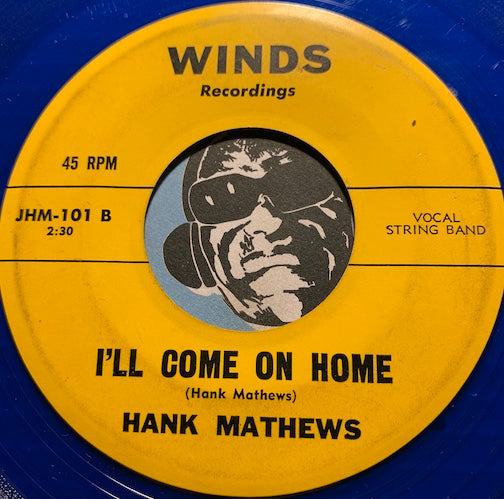 WINDS
Recordings
45 RPM
JHM-101 B
2:30
VOCAL
STRING BAND
I'LL COME ON HOME
(Hank Mathews)
HANK MATHEWS